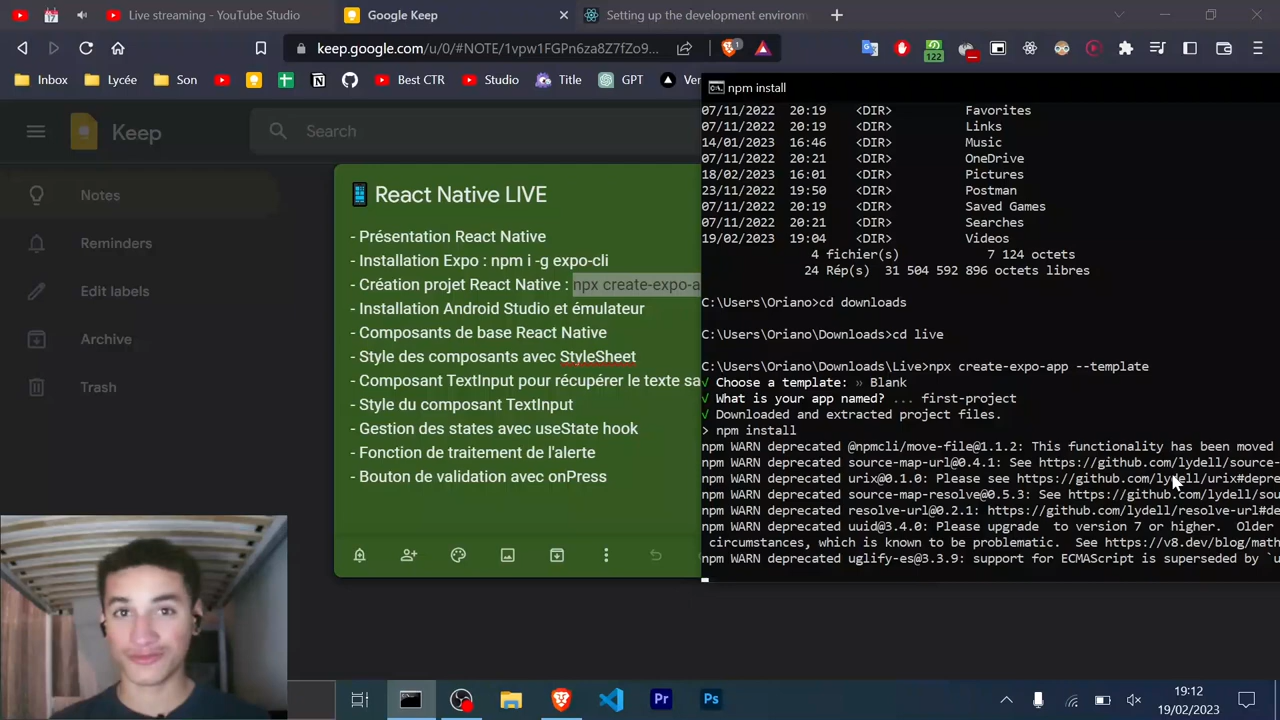 Live streaming - YouTube Studio
Google Keep
Setting up the development environm
keep.google.com/u/0/#NOTE/1vpw1FGPn6za8Z7fZo9...
1
122
Inbox
Lycée
Son
Best CTR
Studio
Title
GPT
Ver
Keep
Search
Notes
Reminders
Edit labels
Archive
Trash
React Native LIVE
- Présentation React Native
- Installation Expo : npm i -g expo-cli
- Création projet React Native : npx create-expo-a
- Installation Android Studio et émulateur
- Composants de base React Native
- Style des composants avec StyleSheet
- Composant TextInput pour récupérer le texte sa
- Style du composant TextInput
- Gestion des states avec useState hook
- Fonction de traitement de l'alerte
- Bouton de validation avec onPress
npm install
07/11/2022 20:19 <DIR> Favorites
07/11/2022 20:19 <DIR> Links
14/01/2023 16:46 <DIR> Music
07/11/2022 20:21 <DIR> OneDrive
18/02/2023 16:01 <DIR> Pictures
23/11/2022 19:50 <DIR> Postman
07/11/2022 20:19 <DIR> Saved Games
07/11/2022 20:21 <DIR> Searches
19/02/2023 19:04 <DIR> Videos
4 fichier(s) 7 124 octets
24 Rép(s) 31 504 592 896 octets libres
C:\Users\Oriano>cd downloads
C:\Users\Oriano\Downloads>cd live
C:\Users\Oriano\Downloads\Live>npx create-expo-app --template
√ Choose a template: » Blank
√ What is your app named? ... first-project
√ Downloaded and extracted project files.
> npm install
npm WARN deprecated @npmcli/move-file@1.1.2: This functionality has been moved
npm WARN deprecated source-map-url@0.4.1: See https://github.com/lydell/source-
npm WARN deprecated urix@0.1.0: Please see https://github.com/lydell/urix#depre
npm WARN deprecated source-map-resolve@0.5.3: See https://github.com/lydell/sou
npm WARN deprecated resolve-url@0.2.1: https://github.com/lydell/resolve-url#de
npm WARN deprecated uuid@3.4.0: Please upgrade  to version 7 or higher.  Older
circumstances, which is known to be problematic.  See https://v8.dev/blog/math
npm WARN deprecated uglify-es@3.3.9: support for ECMAScript is superseded by `u
Pr
Ps
19:12
19/02/2023